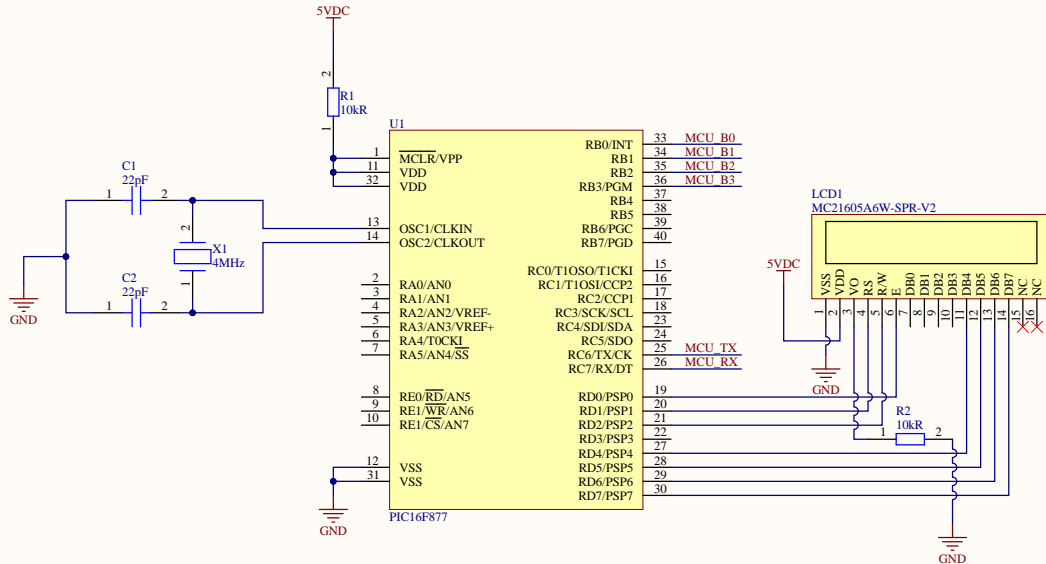 5VDC
2
R1
10kR
1
U1
C1
22pF
1
2
2
X1
4MHz
1
C2
22pF
1
2
GND
1 MCLR/VPP
11 VDD
32 VDD
13 OSC1/CLKIN
14 OSC2/CLKOUT
2 RA0/AN0
3 RA1/AN1
4 RA2/AN2/VREF-
5 RA3/AN3/VREF+
6 RA4/T0CKI
7 RA5/AN4/SS
8 RE0/RD/AN5
9 RE1/WR/AN6
10 RE1/CS/AN7
12 VSS
31 VSS
GND
PIC16F877
RB0/INT 33 MCU_B0
RB1 34 MCU_B1
RB2 35 MCU_B2
RB3/PGM 36 MCU_B3
RB4 37
RB5 38
RB6/PGC 39
RB7/PGD 40
RC0/T1OSO/T1CKI 15
RC1/T1OSI/CCP2 16
RC2/CCP1 17
RC3/SCK/SCL 18
RC4/SDI/SDA 23
RC5/SDO 24
RC6/TX/CK 25 MCU_TX
RC7/RX/DT 26 MCU_RX
RD0/PSP0 19
RD1/PSP1 20
RD2/PSP2 21
RD3/PSP3 22
RD4/PSP4 27
RD5/PSP5 28
RD6/PSP6 29
RD7/PSP7 30
LCD1
MC21605A6W-SPR-V2
5VDC
VSS 1
VDD 2
VO 3
RS 4
R/W 5
E 6
DB0 7
DB1 8
DB2 9
DB3 10
DB4 11
DB5 12
DB6 13
DB7 14
NC 15
NC 16
GND
R2
10kR
1
2
GND